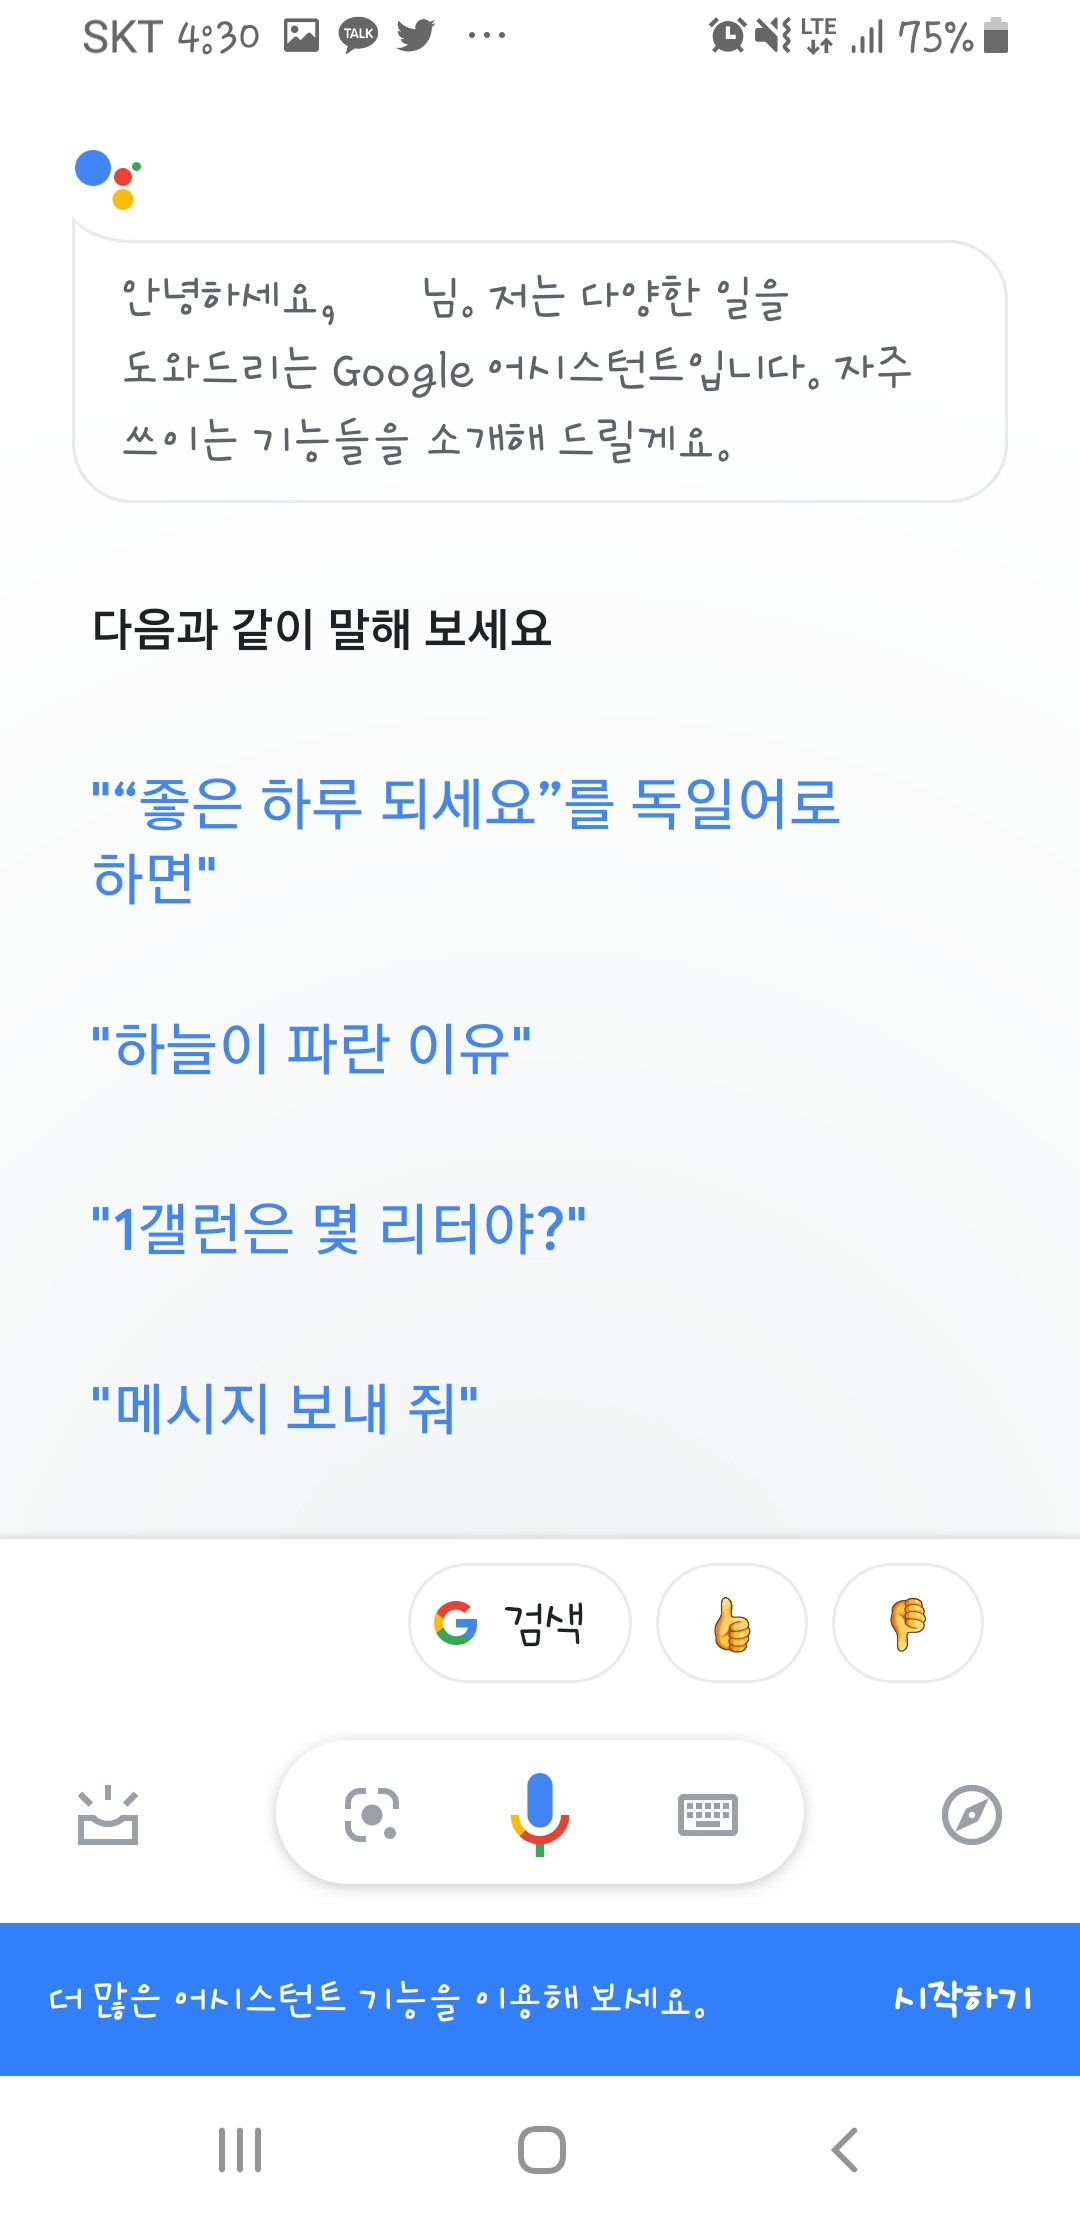 SKT 4:30
TALK
LTE
75%
안녕하세요, 님. 저는 다양한 일을
도와드리는 Google 어시스턴트입니다. 자주
쓰이는 기능들을 소개해 드릴게요.
다음과 같이 말해 보세요
"“좋은 하루 되세요”를 독일어로
하면"
"하늘이 파란 이유"
"1갤런은 몇 리터야?"
"메시지 보내 줘"
G 검색
더 많은 어시스턴트 기능을 이용해 보세요. 시작하기